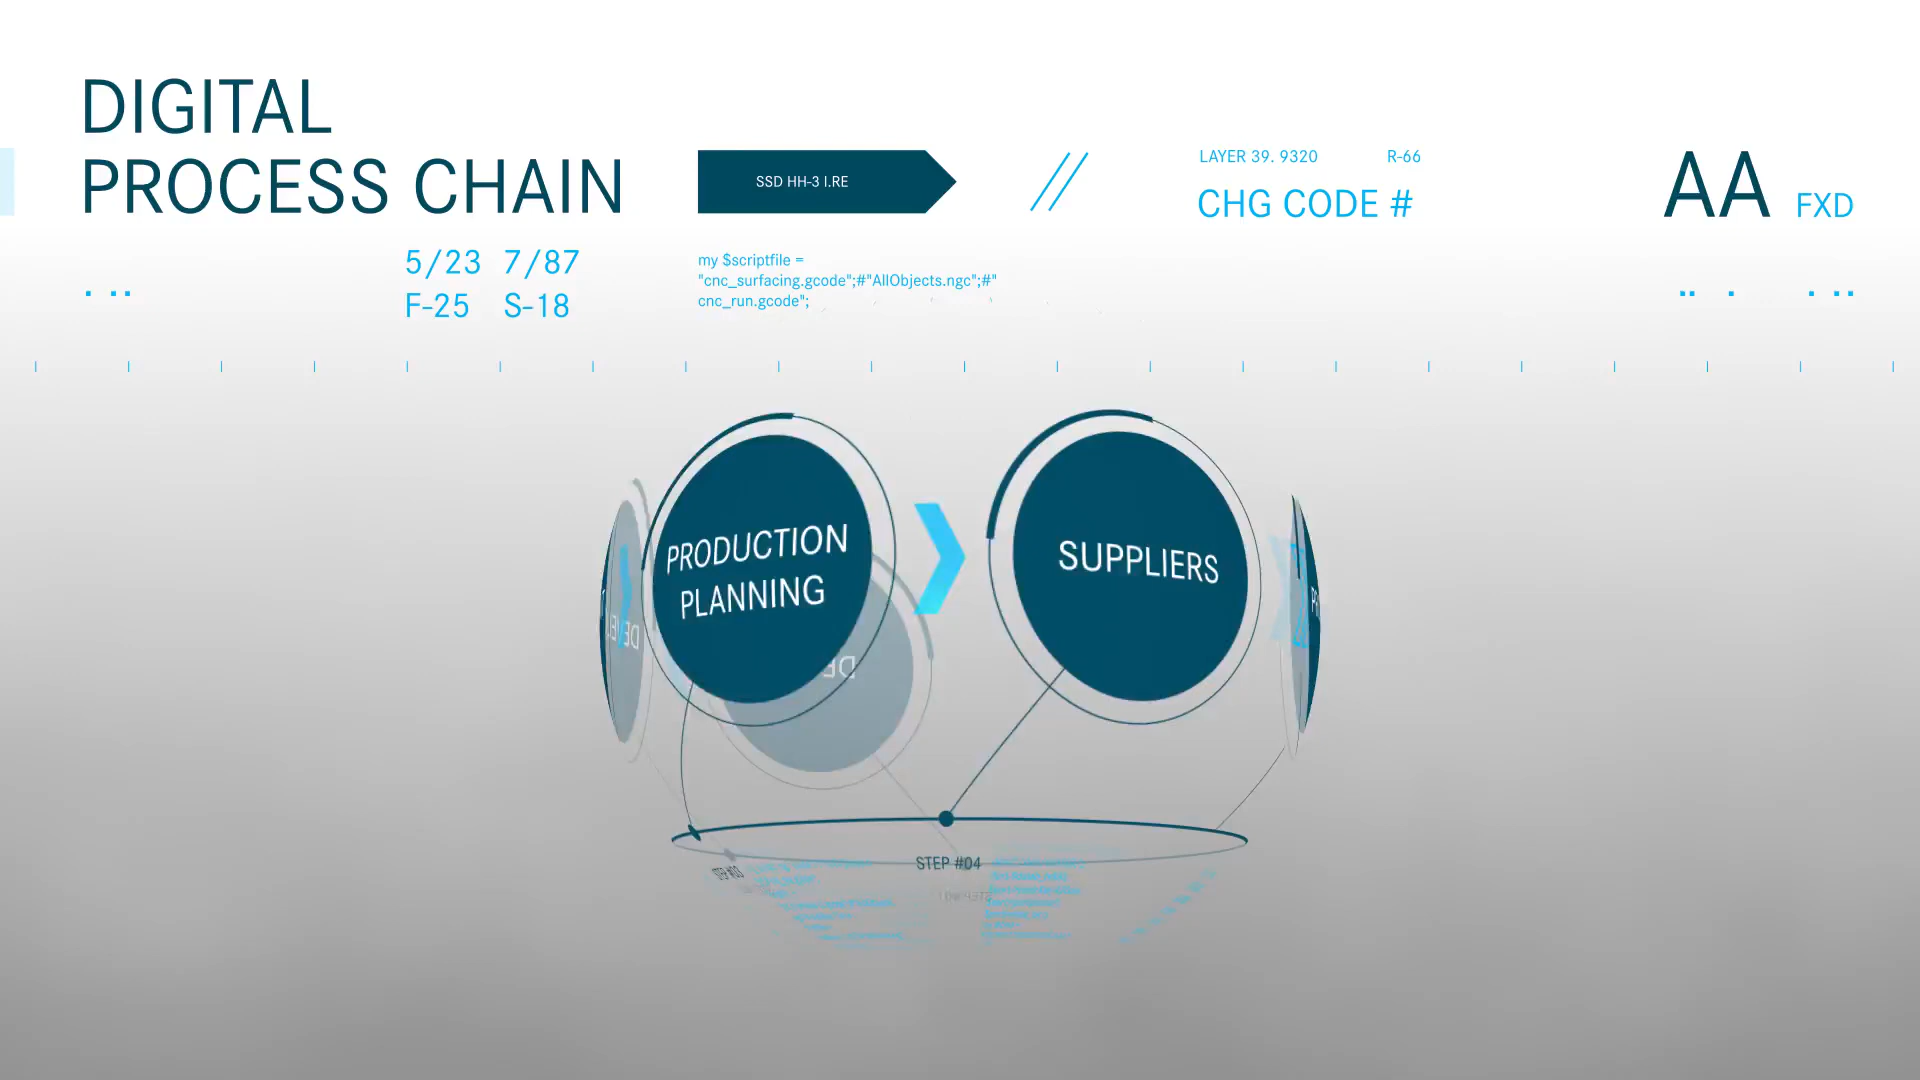 DIGITAL
PROCESS CHAIN
SSD HH-3 I.RE
LAYER 39. 9320 R-66
CHG CODE #
AA FXD
5/23 7/87
F-25 S-18
my $scriptfile =
"cnc_surfacing.gcode";#"AllObjects.ngc";#"
cnc_run.gcode";
PRODUCTION
PLANNING
SUPPLIERS
STEP #04